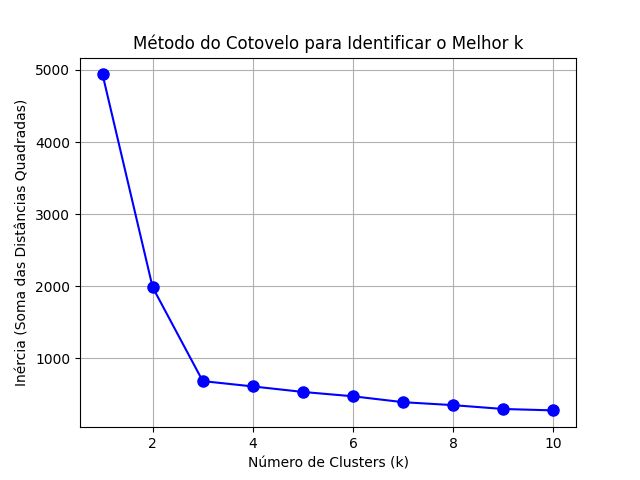 Método do Cotovelo para Identificar o Melhor k
Inércia (Soma das Distâncias Quadradas)
5000
4000
3000
2000
1000
2 4 6 8 10
Número de Clusters (k)